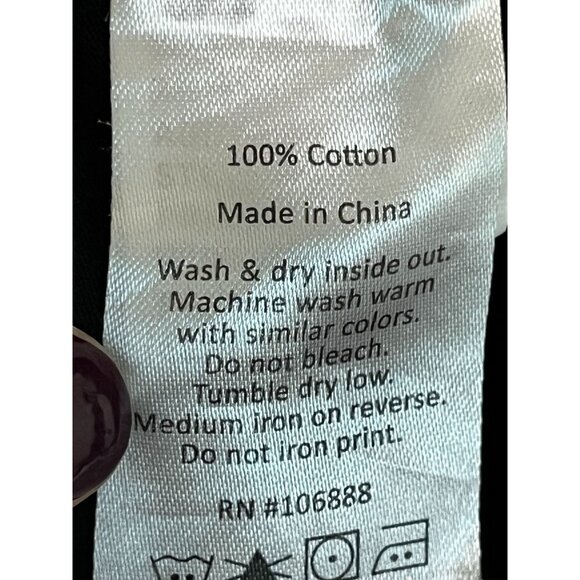 100% Cotton
Made in China
Wash & dry inside out.
Machine wash warm
with similar colors.
Do not bleach.
Tumble dry low.
Medium iron on reverse.
Do not iron print.
RN #106888